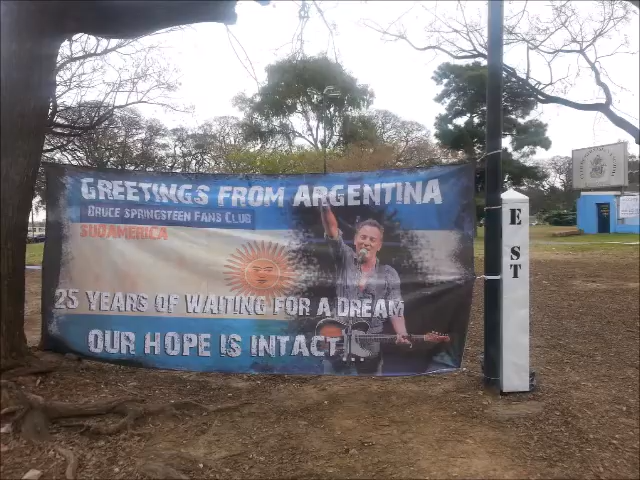 GREETINGS FROM ARGENTINA
BRUCE SPRINGSTEEN FANS CLUB
SUDAMERICA
25 YEARS OF WAITING FOR A DREAM
OUR HOPE IS INTACT...
E ST